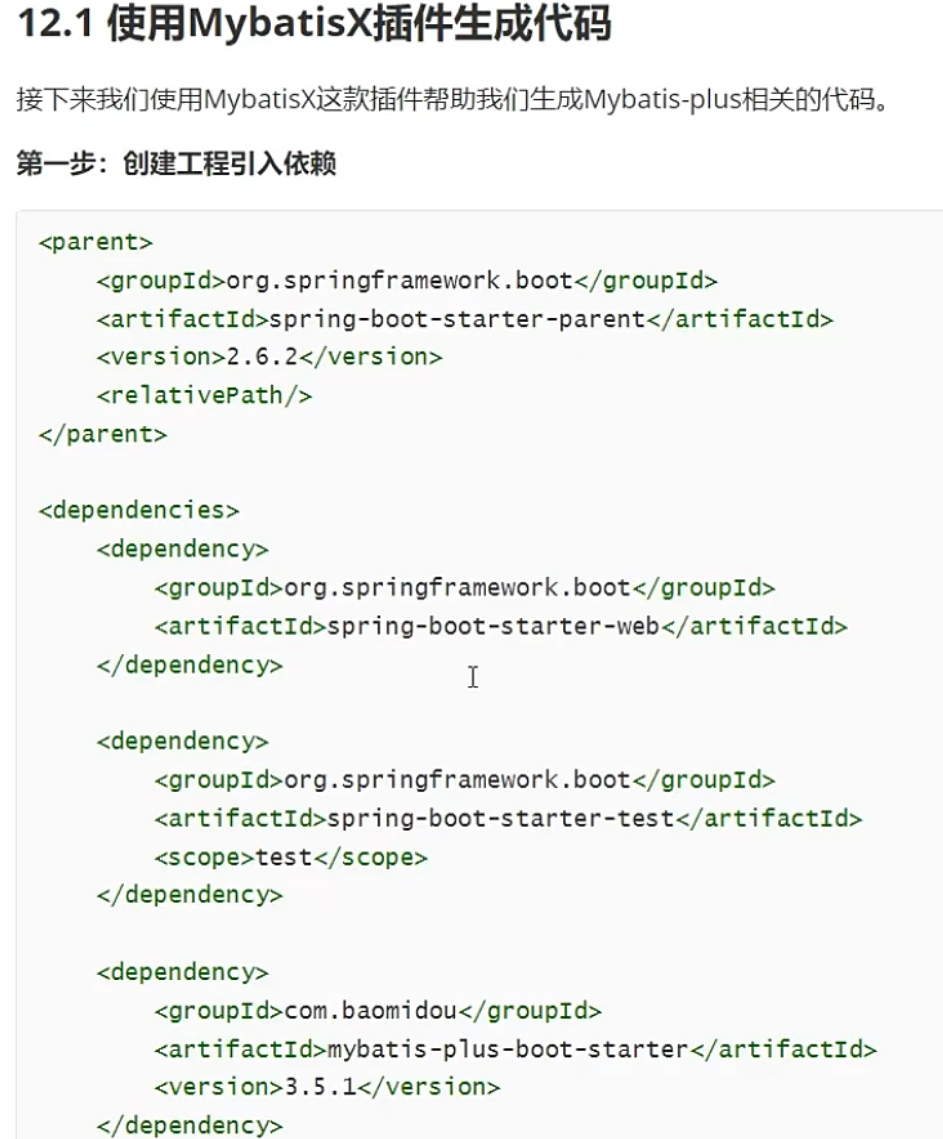 12.1 使用MybatisX插件生成代码
接下来我们使用MybatisX这款插件帮助我们生成Mybatis-plus相关的代码。
第一步：创建工程引入依赖
<parent>
    <groupId>org.springframework.boot</groupId>
    <artifactId>spring-boot-starter-parent</artifactId>
    <version>2.6.2</version>
    <relativePath/>
</parent>
<dependencies>
    <dependency>
        <groupId>org.springframework.boot</groupId>
        <artifactId>spring-boot-starter-web</artifactId>
    </dependency>
    <dependency>
        <groupId>org.springframework.boot</groupId>
        <artifactId>spring-boot-starter-test</artifactId>
        <scope>test</scope>
    </dependency>
    <dependency>
        <groupId>com.baomidou</groupId>
        <artifactId>mybatis-plus-boot-starter</artifactId>
        <version>3.5.1</version>
    </dependency>